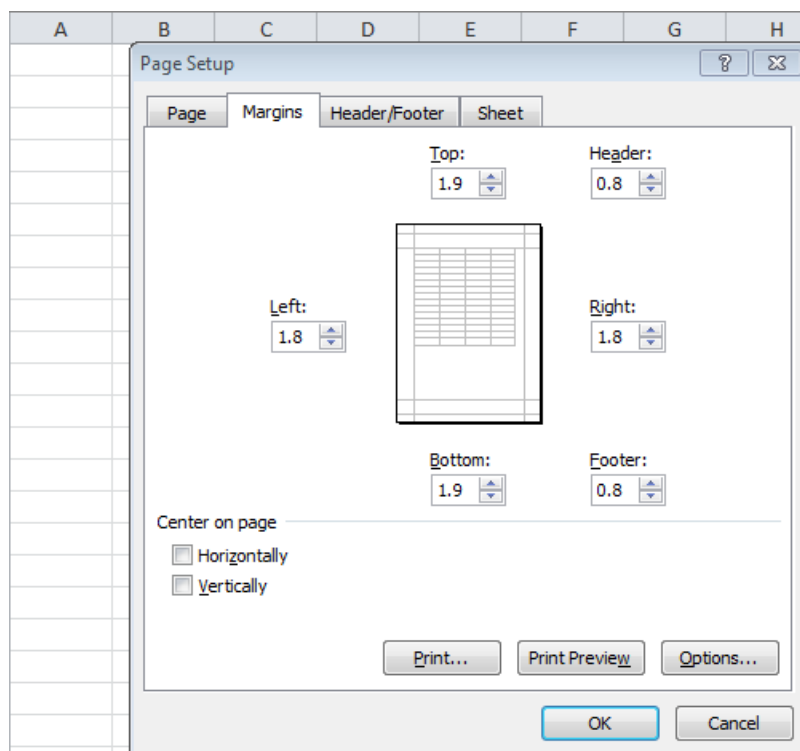 A B C D E F G H
Page Setup
Page Margins Header/Footer Sheet
Top: Header:
1.9 0.8
Left: Right:
1.8 1.8
Bottom: Footer:
1.9 0.8
Center on page
Horizontally
Vertically
Print... Print Preview Options...
OK Cancel